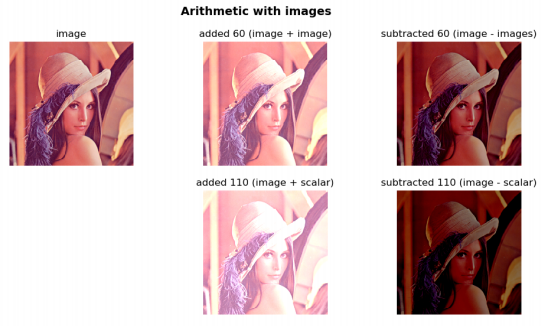 Arithmetic with images
image
added 60 (image + image)
subtracted 60 (image - images)
added 110 (image + scalar)
subtracted 110 (image - scalar)